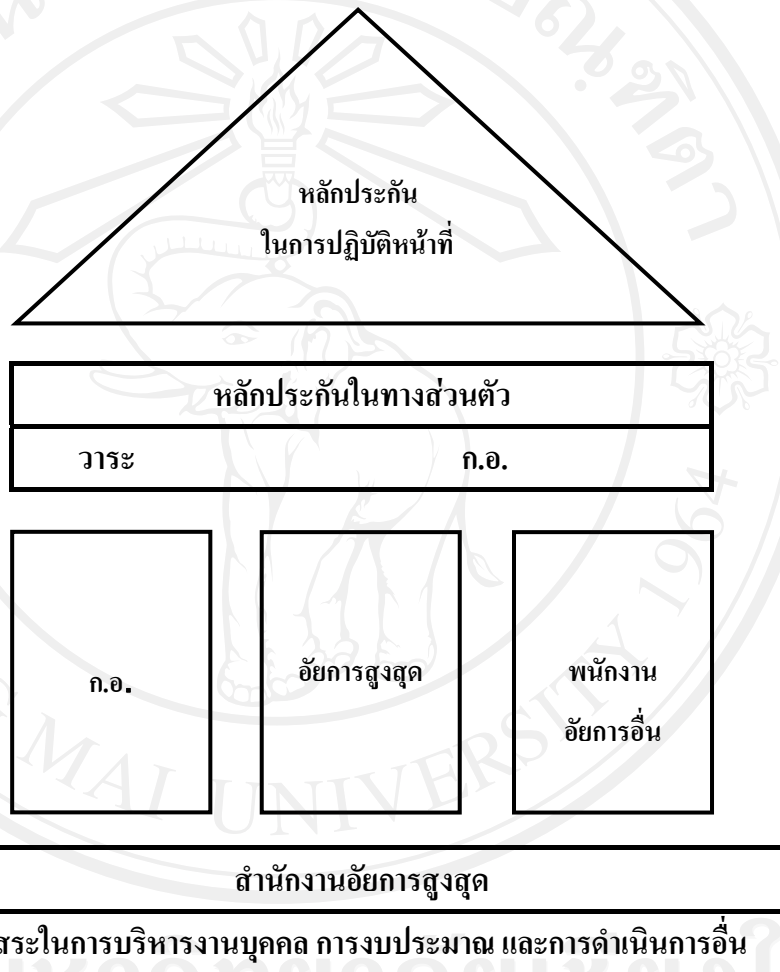 หลักประกัน
ในการปฏิบัติหน้าที่
หลักประกันในทางส่วนตัว
วาระ ก.อ.
ก.อ.
อัยการสูงสุด
พนักงาน
อัยการอื่น
สำนักงานอัยการสูงสุด
สระในการบริหารงานบุคคล การงบประมาณ และการดำเนินการอื่น
MAI UNIVERSITY 1964